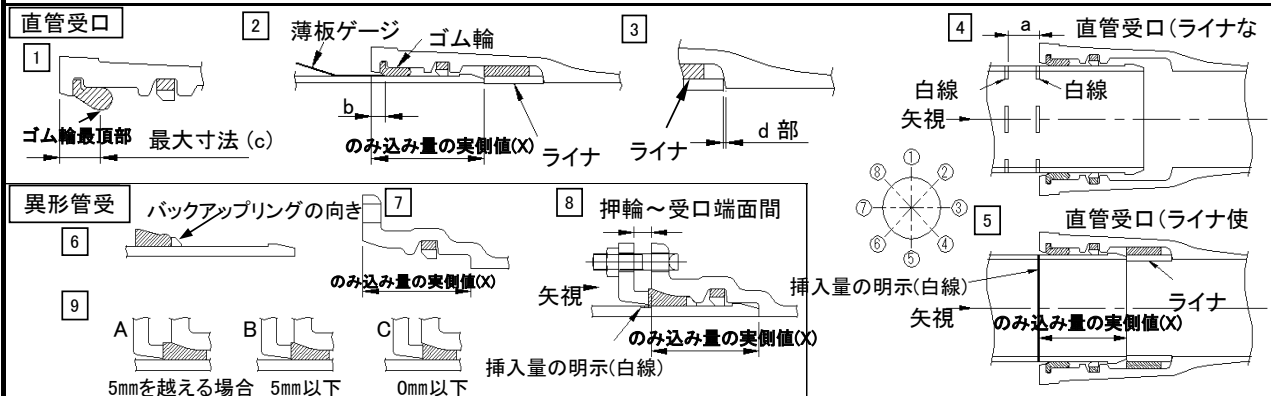 直管受口
1
ゴム輪最頂部
最大寸法(c)
2
薄板ゲージ
ゴム輪
b
のみ込み量の実側値(X)
ライナ
3
ライナ
d 部
4
a
直管受口(ライナな
白線
白線
矢視
①
②
③
④
⑤
⑥
⑦
⑧
5
直管受口(ライナ使
挿入量の明示(白線)
矢視
のみ込み量の実側値(X)
ライナ
異形管受
6
バックアップリングの向き
7
のみ込み量の実側値(X)
8
押輪~受口端面間
矢視
のみ込み量の実側値(X)
挿入量の明示(白線)
9
A
B
C
5mmを越える場合
5mm以下
0mm以下